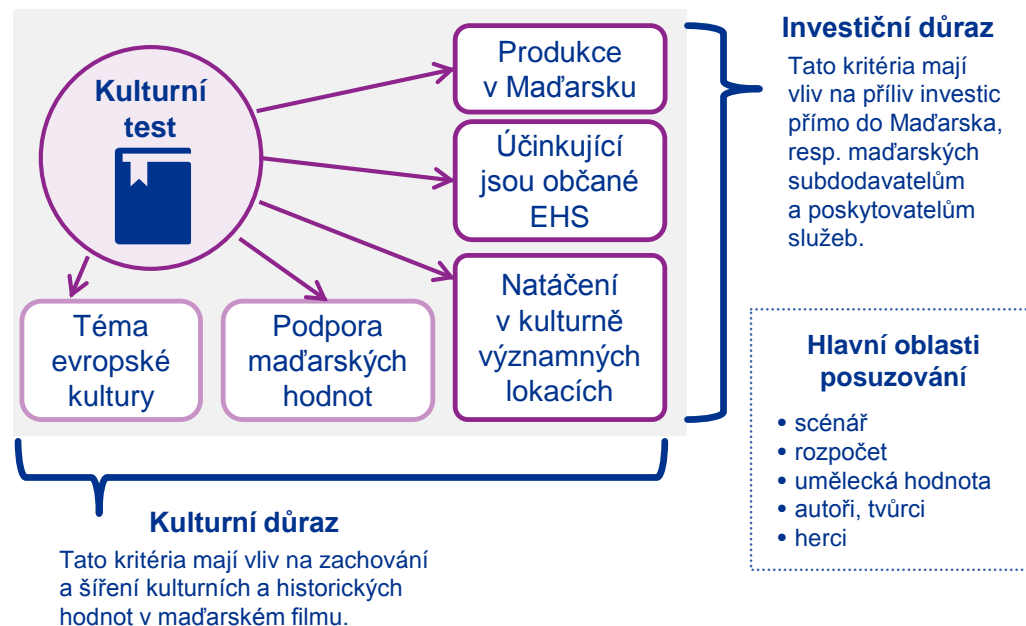 Kulturní
test
Produkce
v Maďarsku
Účinkující
jsou občané
EHS
Natáčení
v kulturně
významných
lokacích
Téma
evropské
kultury
Podpora
maďarských
hodnot
Investiční důraz
Tato kritéria mají
vliv na příliv investic
přímo do Maďarska,
resp. maďarských
subdodavatelům
a poskytovatelům
služeb.
Hlavní oblasti
posuzování
• scénář
• rozpočet
• umělecká hodnota
• autoři, tvůrci
• herci
Kulturní důraz
Tato kritéria mají vliv na zachování
a šíření kulturních a historických
hodnot v maďarském filmu.